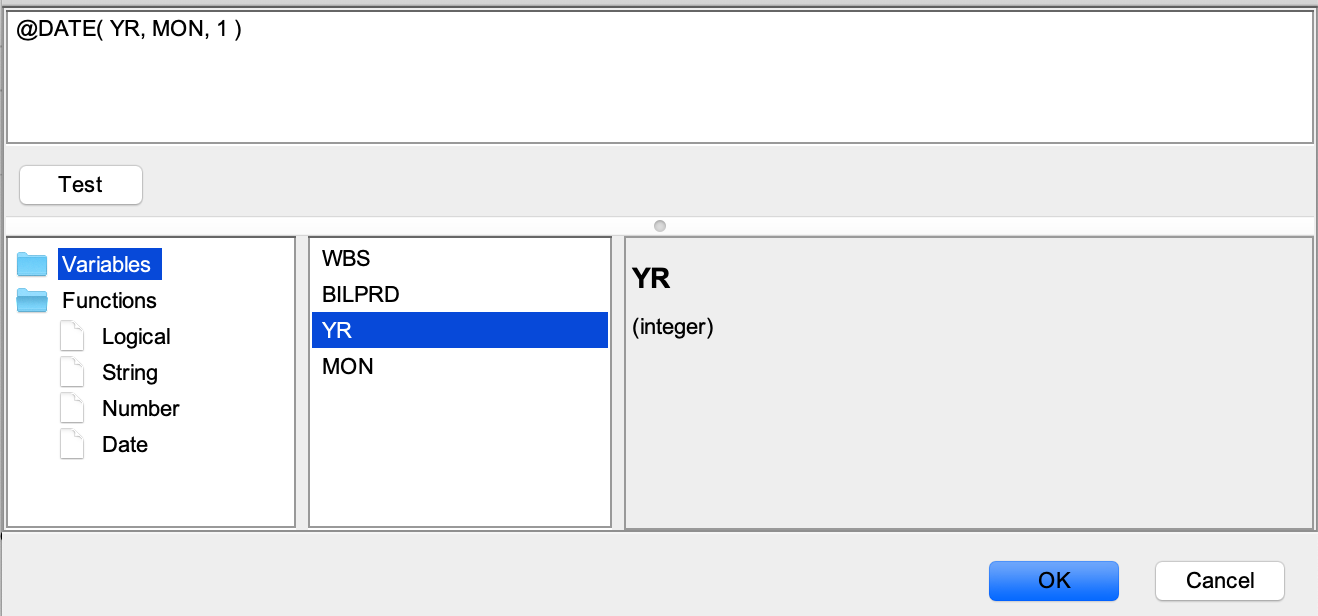 @DATE( YR, MON, 1 )
Test
Variables
Functions
Logical
String
Number
Date
WBS
BILPRD
YR
MON
YR
(integer)
OK
Cancel